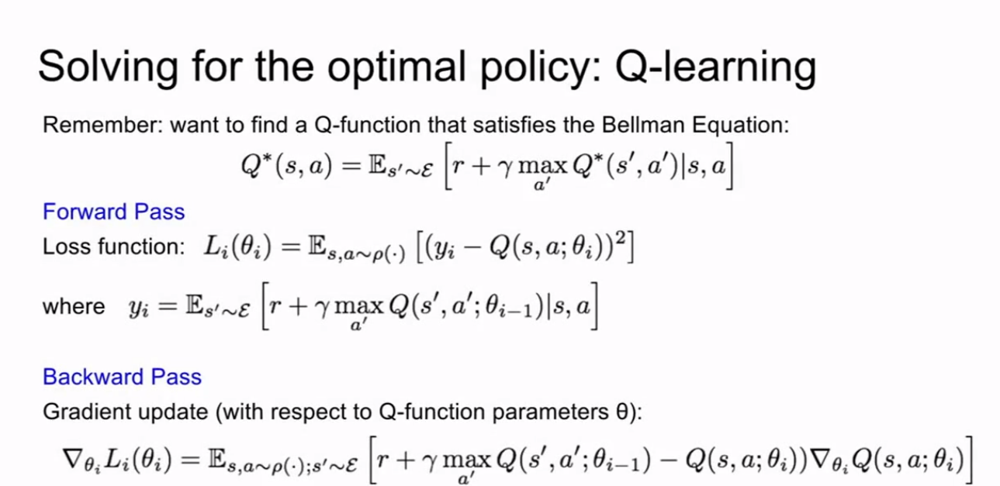 Solving for the optimal policy: Q-learning
Remember: want to find a Q-function that satisfies the Bellman Equation:
$Q^*(s, a) = \mathbb{E}_{s' \sim \mathcal{E}} \left[ r + \gamma \max_{a'} Q^*(s', a') | s, a \right]$
Forward Pass
Loss function: $L_i(\theta_i) = \mathbb{E}_{s,a \sim \rho(\cdot)} \left[ (y_i - Q(s, a; \theta_i))^2 \right]$
where $y_i = \mathbb{E}_{s' \sim \mathcal{E}} \left[ r + \gamma \max_{a'} Q(s', a'; \theta_{i-1}) | s, a \right]$
Backward Pass
Gradient update (with respect to Q-function parameters θ):
$\nabla_{\theta_i} L_i(\theta_i) = \mathbb{E}_{s,a \sim \rho(\cdot); s' \sim \mathcal{E}} \left[ r + \gamma \max_{a'} Q(s', a'; \theta_{i-1}) - Q(s, a; \theta_i)) \nabla_{\theta_i} Q(s, a; \theta_i) \right]$